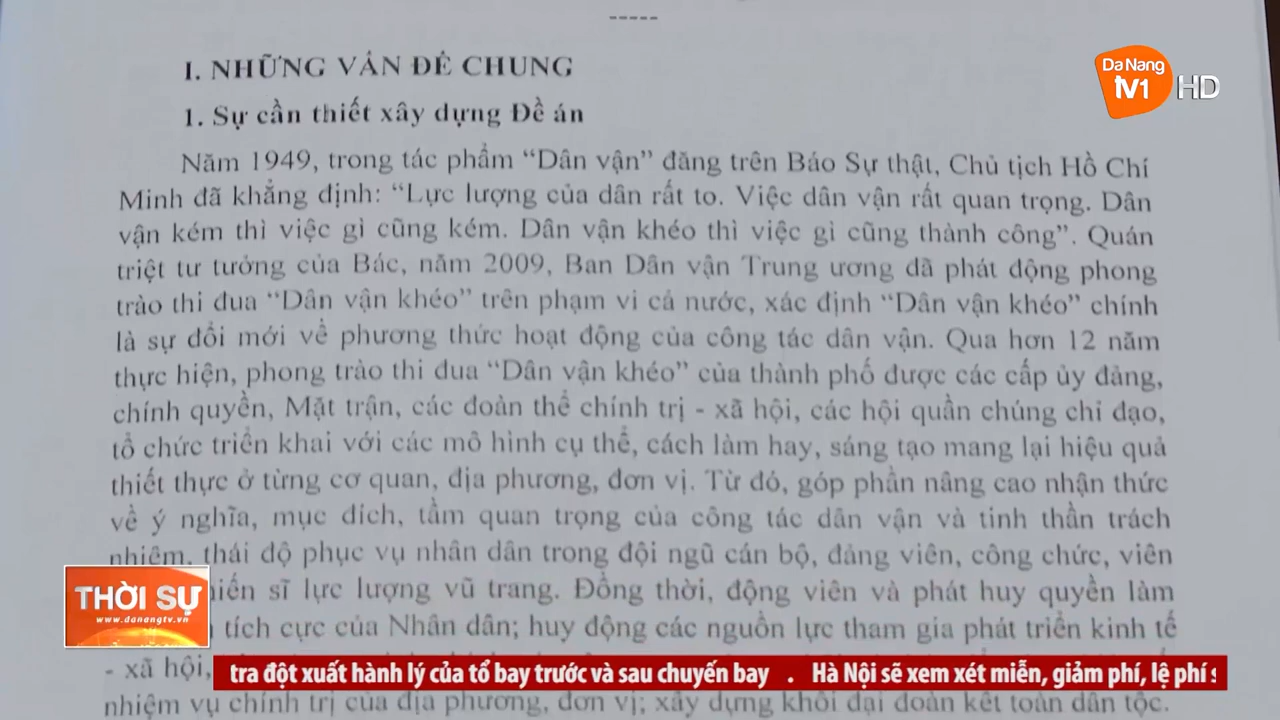 -----
I. NHỮNG VẤN ĐỀ CHUNG
1. Sự cần thiết xây dựng Đề án
Năm 1949, trong tác phẩm “Dân vận” đăng trên Báo Sự thật, Chủ tịch Hồ Chí
Minh đã khẳng định: “Lực lượng của dân rất to. Việc dân vận rất quan trọng. Dân
vận kém thì việc gì cũng kém. Dân vận khéo thì việc gì cũng thành công”. Quán
triệt tư tưởng của Bác, năm 2009, Ban Dân vận Trung ương đã phát động phong
trào thi đua “Dân vận khéo” trên phạm vi cả nước, xác định “Dân vận khéo” chính
là sự đổi mới về phương thức hoạt động của công tác dân vận. Qua hơn 12 năm
thực hiện, phong trào thi đua “Dân vận khéo” của thành phố được các cấp ủy đảng,
chính quyền, Mặt trận, các đoàn thể chính trị - xã hội, các hội quần chúng chỉ đạo,
tổ chức triển khai với các mô hình cụ thể, cách làm hay, sáng tạo mang lại hiệu quả
thiết thực ở từng cơ quan, địa phương, đơn vị. Từ đó, góp phần nâng cao nhận thức
về ý nghĩa, mục đích, tầm quan trọng của công tác dân vận và tinh thần trách
nhiệm, thái độ phục vụ nhân dân trong đội ngũ cán bộ, đảng viên, công chức, viên
sĩ lực lượng vũ trang. Đồng thời, động viên và phát huy quyền làm
tích cực của Nhân dân; huy động các nguồn lực tham gia phát triển kinh tế
- xã hội,
nhiệm vụ chính trị của địa phương, đơn vị; xây dựng khối đại đoàn kết toàn dân tộc.
Da Nang
TV1 HD
THỜI SỰ
www.danangtv.vn
tra đột xuất hành lý của tổ bay trước và sau chuyến bay . Hà Nội sẽ xem xét miễn, giảm phí, lệ phí